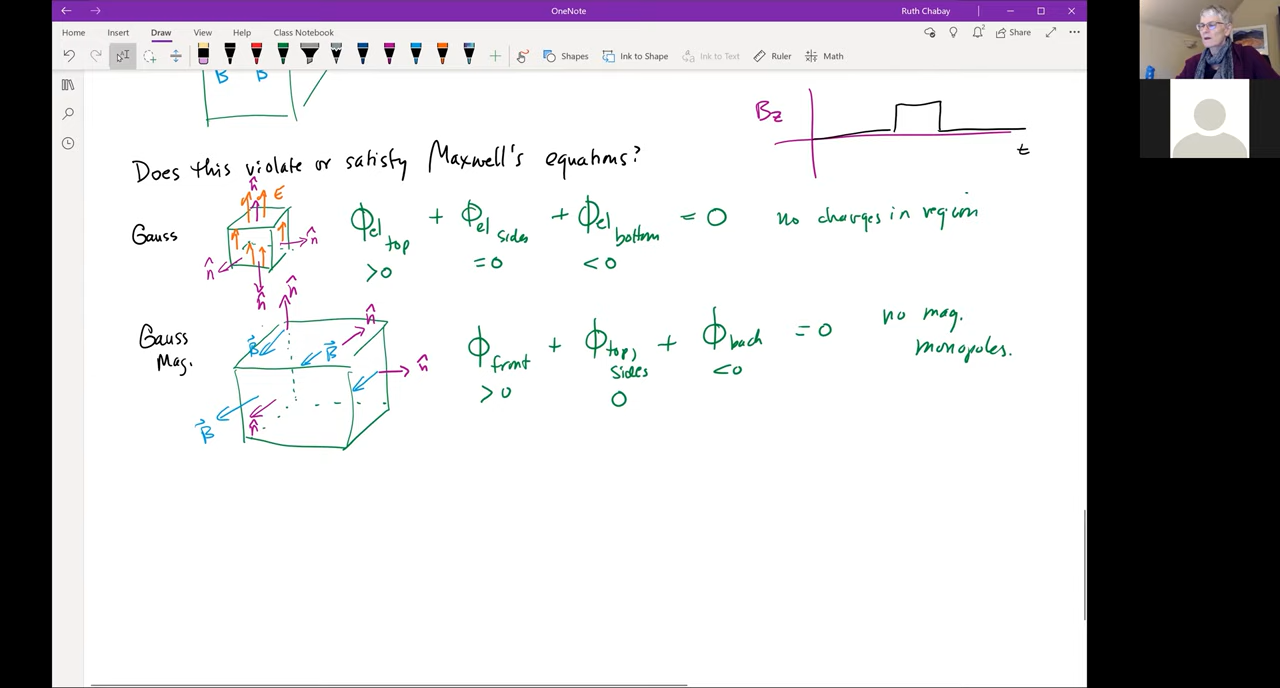 OneNote
Ruth Chabay
Home Insert Draw View Help Class Notebook
Share
Shapes Ink to Shape Ink to Text Ruler Math
B B
Bz
t
Does this violate or satisfy Maxwell's equations?
Gauss
n̂ E
n̂
n̂
n̂
Φel top + Φel sides + Φel bottom = 0 no charges in region
>0 =0 <0
Gauss
Mag.
n̂
n̂
B⃗ B⃗
n̂
B⃗ n̂
Φfront + Φtop, sides + Φback = 0 no mag.
monopoles.
>0 0 <0